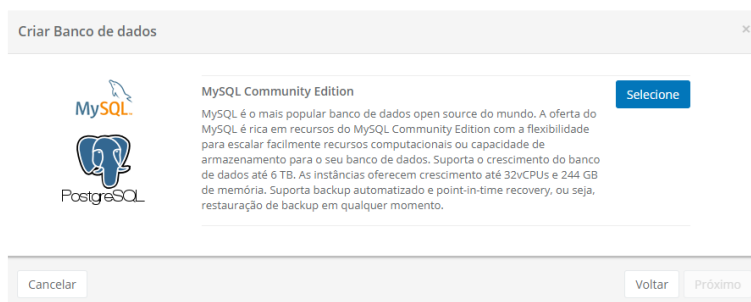 Criar Banco de dados
×
MySQL
PostgreSQL
MySQL Community Edition
Selecione
MySQL é o mais popular banco de dados open source do mundo. A oferta do
MySQL é rica em recursos do MySQL Community Edition com a flexibilidade
para escalar facilmente recursos computacionais ou capacidade de
armazenamento para o seu banco de dados. Suporta o crescimento do banco
de dados até 6 TB. As instâncias oferecem crescimento até 32vCPUs e 244 GB
de memória. Suporta backup automatizado e point-in-time recovery, ou seja,
restauração de backup em qualquer momento.
Cancelar
Voltar
Próximo